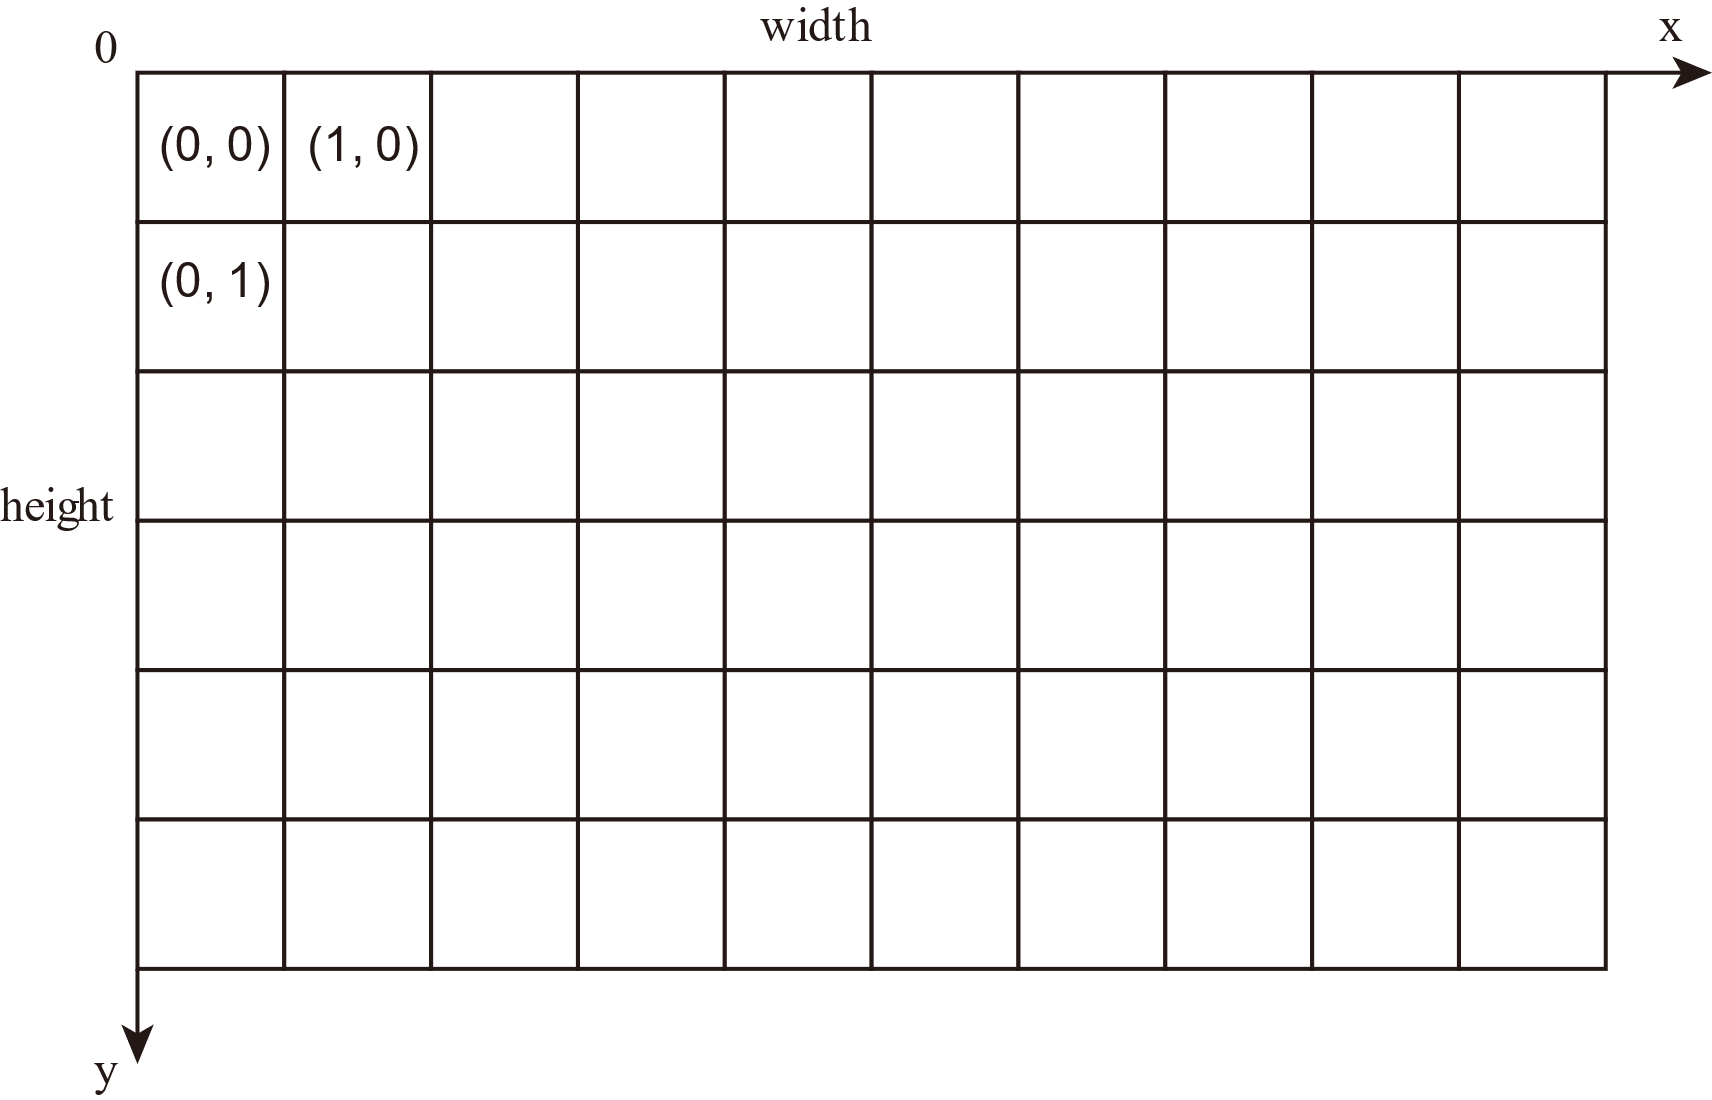 width
x
0
(0, 0)
(1, 0)
(0, 1)
height
y